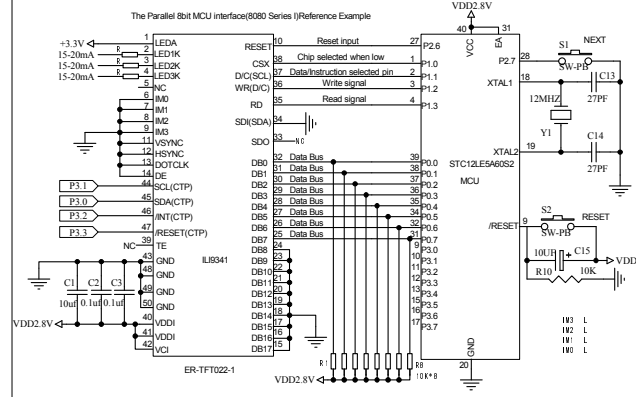 The Parallel 8bit MCU interface(8080 Series I)Reference Example
VDD2.8V
+3.3V
15-20mA
15-20mA
15-20mA
R
R
R
1 LEDA
2 LED1K
3 LED2K
4 LED3K
5 NC
6 IM0
7 IM1
8 IM2
9 IM3
11 VSYNC
12 HSYNC
13 DOTCLK
14 DE
P3.1 44 SCL(CTP)
P3.0 45 SDA(CTP)
P3.2 46 /INT(CTP)
P3.3 47 /RESET(CTP)
NC 39 TE
43 GND
48 GND
49 GND
50 GND
40 VDDI
41 VDDI
42 VCI
C1 C2 C3
10uf 0.1uf 0.1uf
VDD2.8V
ILI9341
ER-TFT022-1
RESET 10 Reset input 27 P2.6
CSX 38 Chip selected when low 1 P1.0
D/C(SCL) 37 Data/Instruction selected pin 2 P1.1
WR(D/C) 36 Write signal 3 P1.2
RD 35 Read signal 4 P1.3
SDI(SDA) 34
SDO 33 NC
DB0 32 Data Bus 39 P0.0
DB1 31 Data Bus 38 P0.1
DB2 30 Data Bus 37 P0.2
DB3 29 Data Bus 36 P0.3
DB4 28 Data Bus 35 P0.4
DB5 27 Data Bus 34 P0.5
DB6 26 Data Bus 32 P0.6
DB7 25 Data Bus 31 P0.7
DB8 24
DB9 23
DB10 22
DB11 21
DB12 20
DB13 19
DB14 18
DB15 17
DB16 16
DB17 15
9 P3.0
10 P3.1
11 P3.2
12 P3.3
13 P3.4
14 P3.5
15 P3.6
16 P3.7
17
R1
R8
10K*8
VDD2.8V
40 31
VCC
EA
STC12LE5A60S2
MCU
P2.7 28
XTAL1 18
XTAL2 19
/RESET 9
GND
20
S1 NEXT
SW-PB
C13
27PF
12MHZ
Y1
C14
27PF
S2 RESET
SW-PB
10UF + C15
VDD
R10 10K
IM3 L
IM2 L
IM1 L
IM0 L